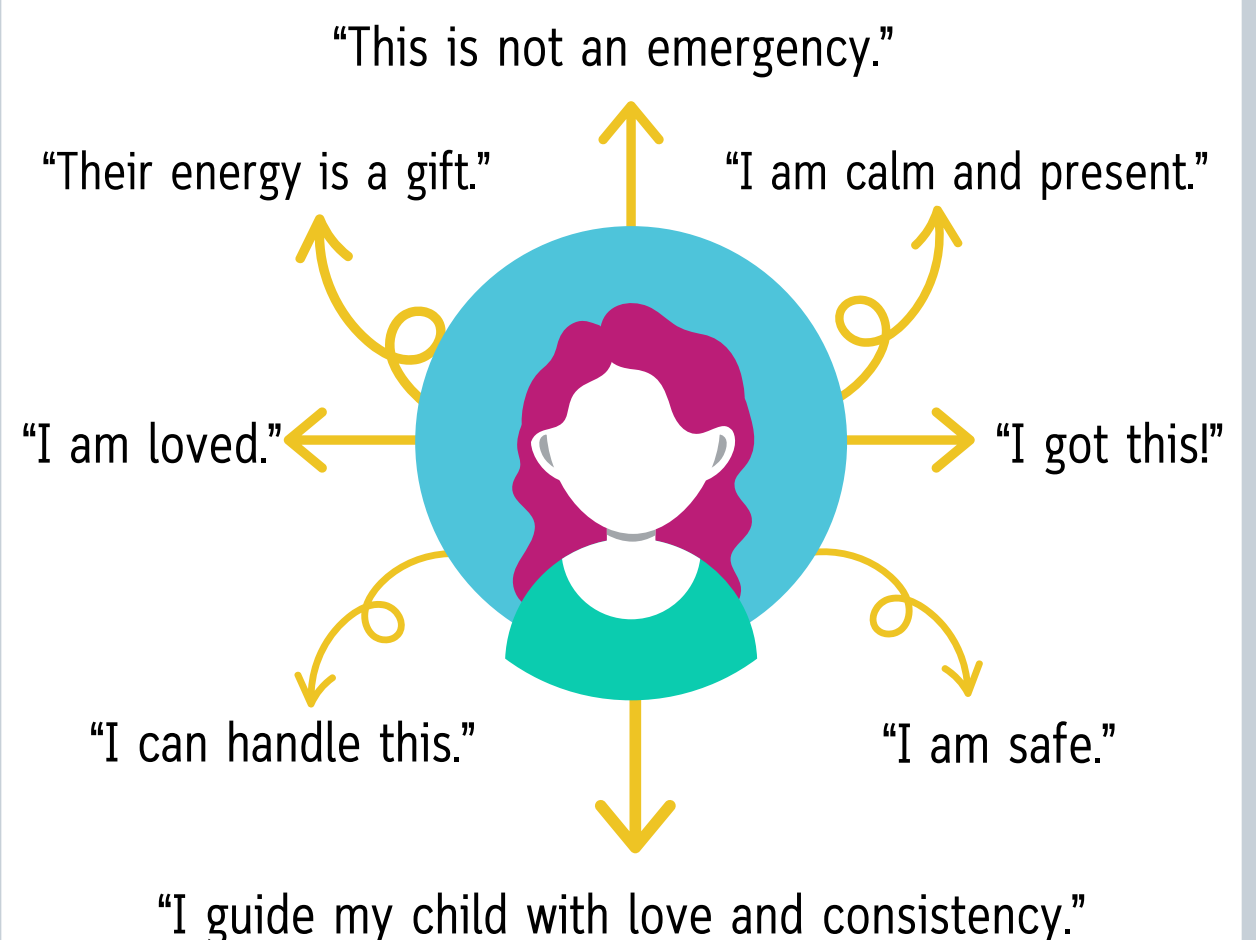 “This is not an emergency.”
“Their energy is a gift.”
“I am calm and present.”
“I am loved.”
“I got this!”
“I can handle this.”
“I am safe.”
“I guide my child with love and consistency.”